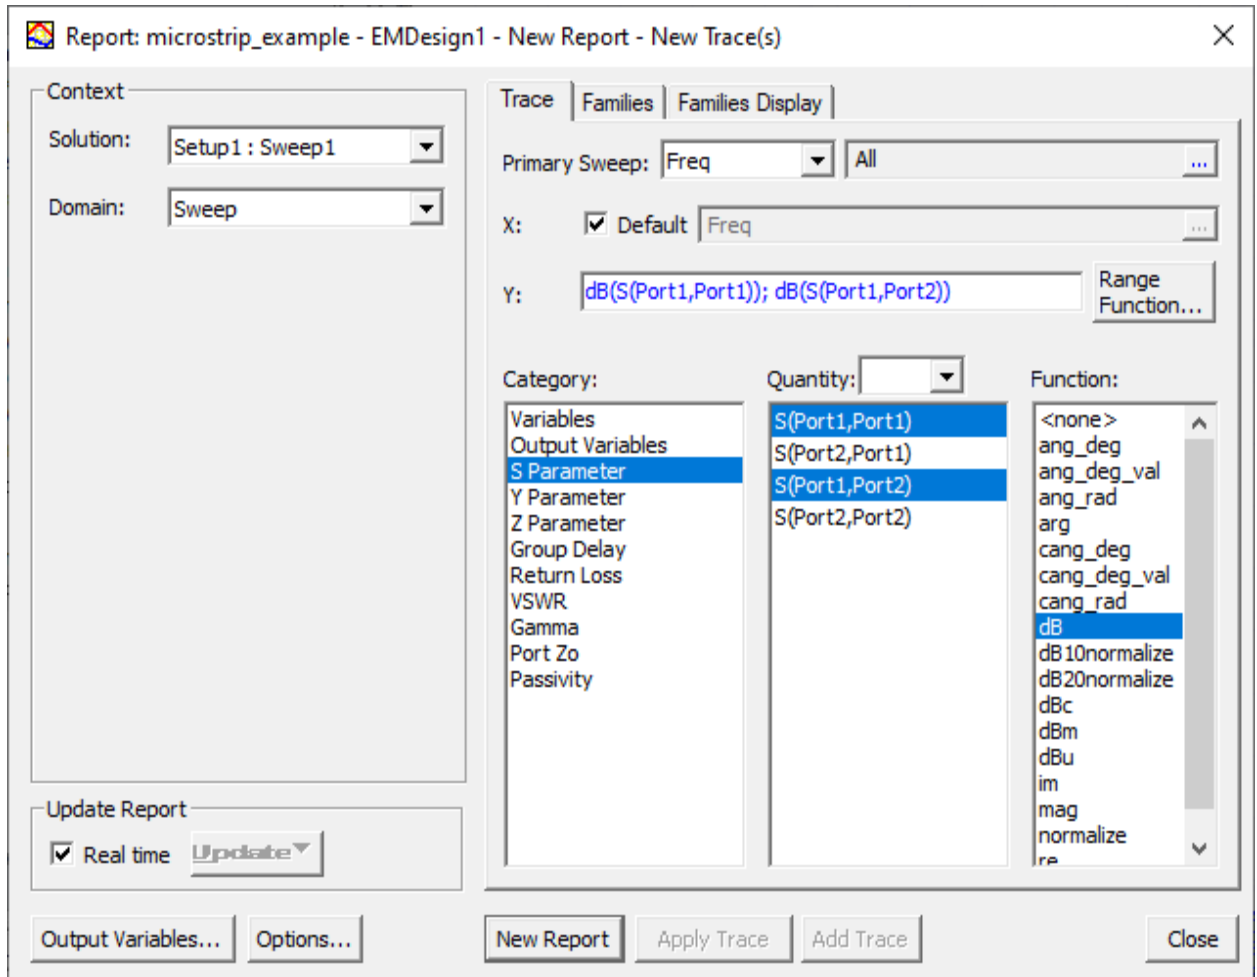 Report: microstrip_example - EMDesign1 - New Report - New Trace(s)
Context
Solution:
Setup1 : Sweep1
Domain:
Sweep
Update Report
Real time
Update
Trace
Families
Families Display
Primary Sweep:
Freq
All
...
X:
Default
Freq
...
Y:
dB(S(Port1,Port1)); dB(S(Port1,Port2))
Range
Function...
Category:
Variables
Output Variables
S Parameter
Y Parameter
Z Parameter
Group Delay
Return Loss
VSWR
Gamma
Port Zo
Passivity
Quantity:
S(Port1,Port1)
S(Port2,Port1)
S(Port1,Port2)
S(Port2,Port2)
Function:
<none>
ang_deg
ang_deg_val
ang_rad
arg
cang_deg
cang_deg_val
cang_rad
dB
dB10normalize
dB20normalize
dBc
dBm
dBu
im
mag
normalize
re
Output Variables...
Options...
New Report
Apply Trace
Add Trace
Close